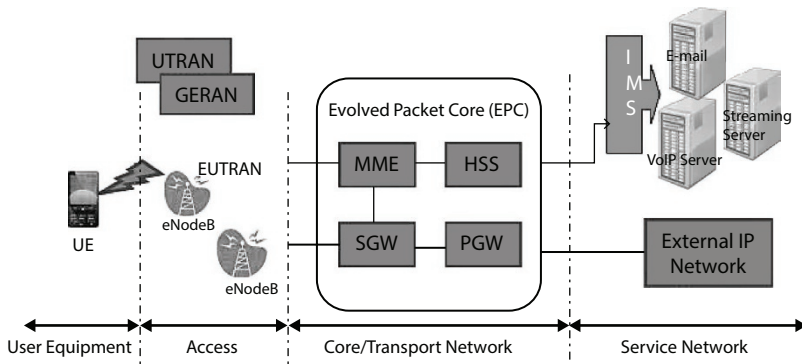 UTRAN
GERAN
EUTRAN
UE
eNodeB
eNodeB
Evolved Packet Core (EPC)
MME
HSS
SGW
PGW
I
M
S
E-mail
Streaming
Server
VoIP Server
External IP
Network
User Equipment
Access
Core/Transport Network
Service Network